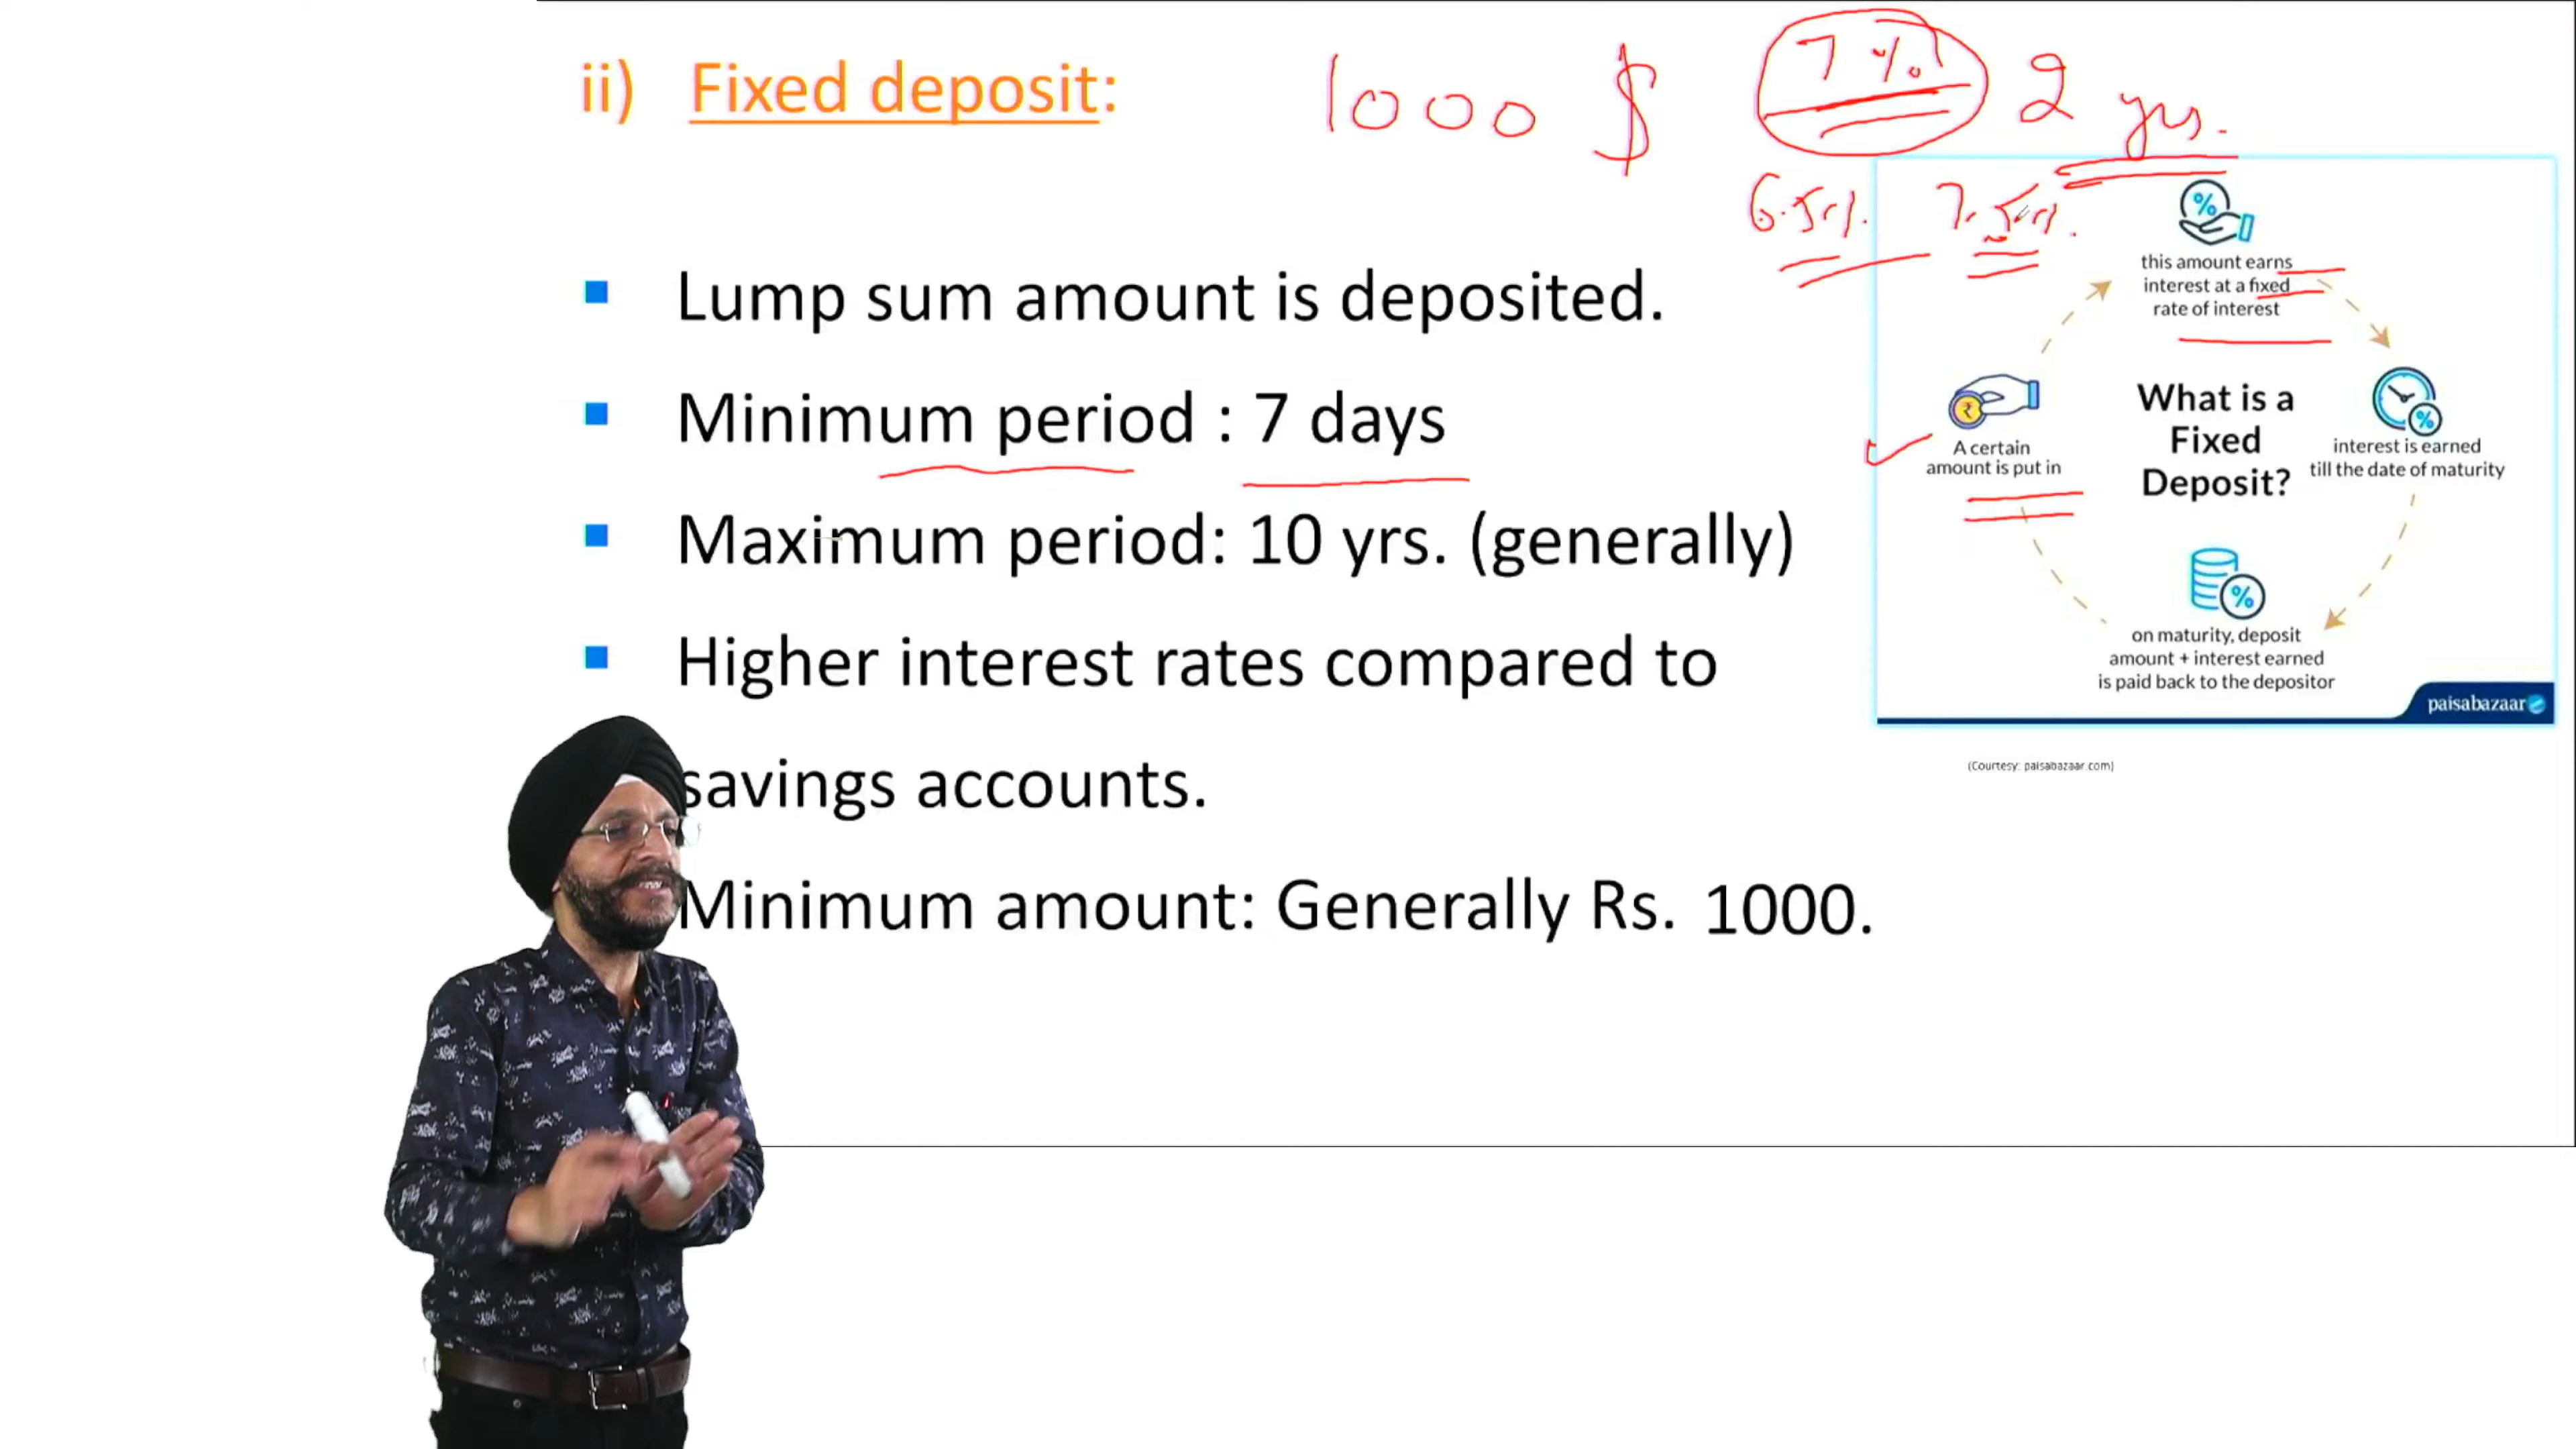 ii) Fixed deposit:
1000 $ 7% 2 yrs.
6.5% 7.5%
Lump sum amount is deposited.
Minimum period : 7 days
Maximum period: 10 yrs. (generally)
Higher interest rates compared to
savings accounts.
Minimum amount: Generally Rs. 1000.
%
this amount earns
interest at a fixed
rate of interest
₹
A certain
amount is put in
What is a
Fixed
Deposit?
%
interest is earned
till the date of maturity
%
on maturity, deposit
amount + interest earned
is paid back to the depositor
paisabazaar
(Courtesy: paisabazaar.com)